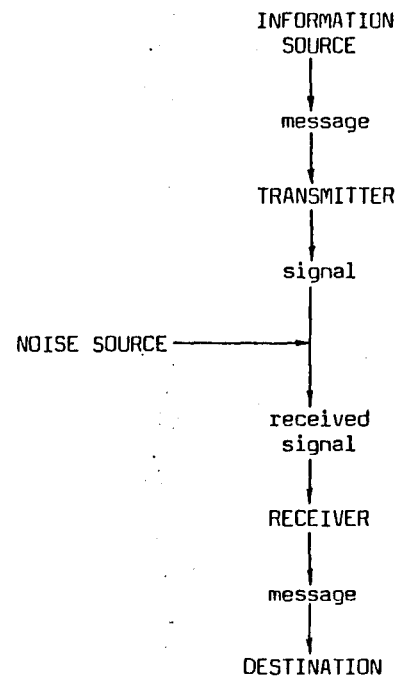 INFORMATION
SOURCE
message
TRANSMITTER
signal
NOISE SOURCE
received
signal
RECEIVER
message
DESTINATION